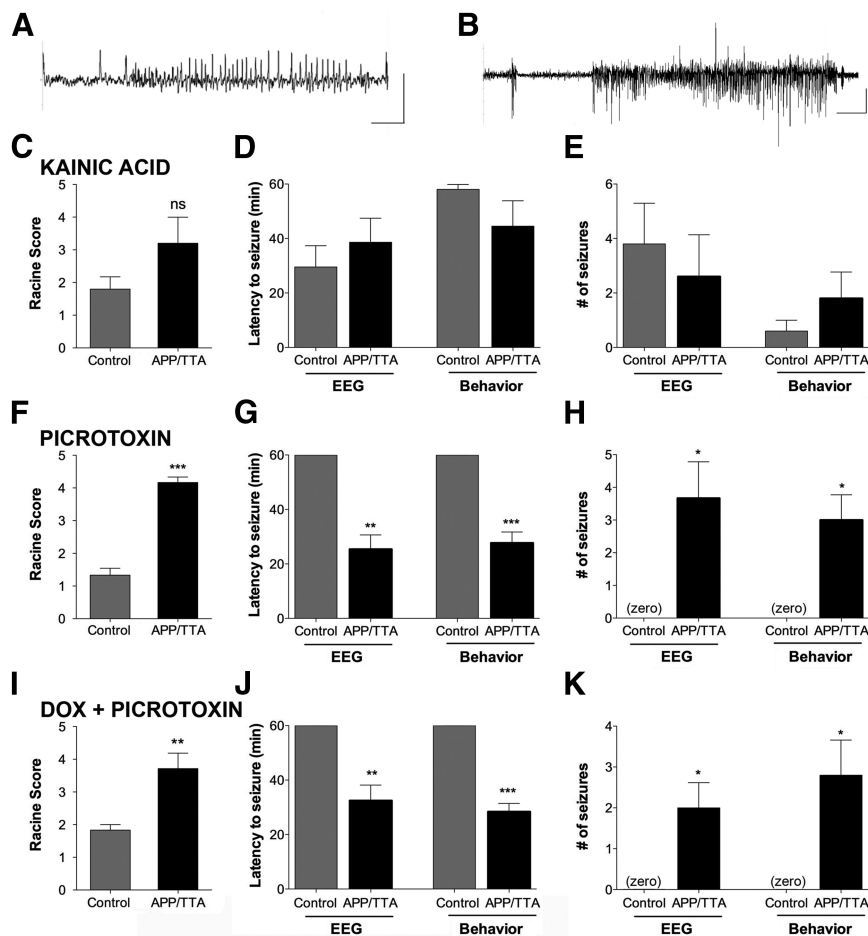 A
B
C
KAINIC ACID
Racine Score
5
4
3
2
1
0
ns
Control
APP/TTA
D
Latency to seizure (min)
60
40
20
0
Control APP/TTA Control APP/TTA
EEG Behavior
E
# of seizures
6
4
2
0
Control APP/TTA Control APP/TTA
EEG Behavior
F
PICROTOXIN
Racine Score
5
4
3
2
1
0
***
Control
APP/TTA
G
Latency to seizure (min)
60
40
20
0
** ***
Control APP/TTA Control APP/TTA
EEG Behavior
H
# of seizures
5
4
3
2
1
0
* *
(zero) (zero)
Control APP/TTA Control APP/TTA
EEG Behavior
I
DOX + PICROTOXIN
Racine Score
5
4
3
2
1
0
**
Control
APP/TTA
J
Latency to seizure (min)
60
40
20
0
** ***
Control APP/TTA Control APP/TTA
EEG Behavior
K
# of seizures
4
3
2
1
0
* *
(zero) (zero)
Control APP/TTA Control APP/TTA
EEG Behavior